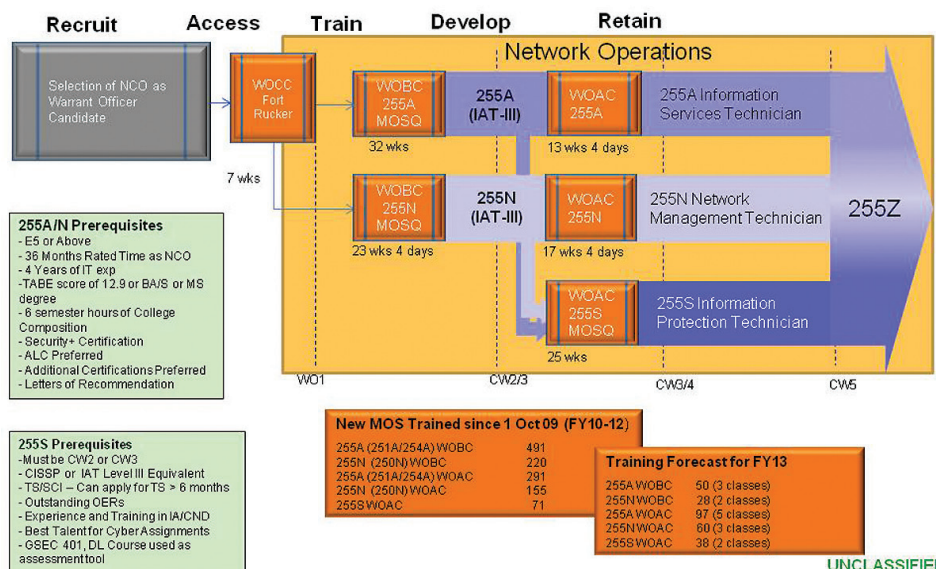 Recruit
Access
Train
Develop
Retain
Network Operations
Selection of NCO as
Warrant Officer
Candidate
WOCC
Fort
Rucker
7 wks
WOBC
255A
MOSQ
32 wks
255A
(IAT-III)
WOAC
255A
13 wks 4 days
255A Information
Services Technician
WOBC
255N
MOSQ
23 wks 4 days
255N
(IAT-III)
WOAC
255N
17 wks 4 days
255N Network
Management Technician
255Z
WOAC
255S
MOSQ
25 wks
255S Information
Protection Technician
WO1
CW2/3
CW3/4
CW5
255A/N Prerequisites
- E5 or Above
- 36 Months Rated Time as NCO
- 4 Years of IT exp
- TABE score of 12.9 or BA/S or MS
degree
- 6 semester hours of College
Composition
- Security+ Certification
- ALC Preferred
- Additional Certifications Preferred
- Letters of Recommendation
255S Prerequisites
-Must be CW2 or CW3
- CISSP or IAT Level III Equivalent
- TS/SCI – Can apply for TS > 6 months
- Outstanding OERs
- Experience and Training in IA/CND
- Best Talent for Cyber Assignments
- GSEC 401, DL Course used as
assessment tool
New MOS Trained since 1 Oct 09 (FY10-12)
255A (251A/254A) WOBC 491
255N (250N) WOBC 220
255A (251A/254A) WOAC 291
255N (250N) WOAC 155
255S WOAC 71
Training Forecast for FY13
255A WOBC 50 (3 classes)
255N WOBC 28 (2 classes)
255A WOAC 97 (5 classes)
255N WOAC 60 (3 classes)
255S WOAC 38 (2 classes)
UNCLASSIFIED